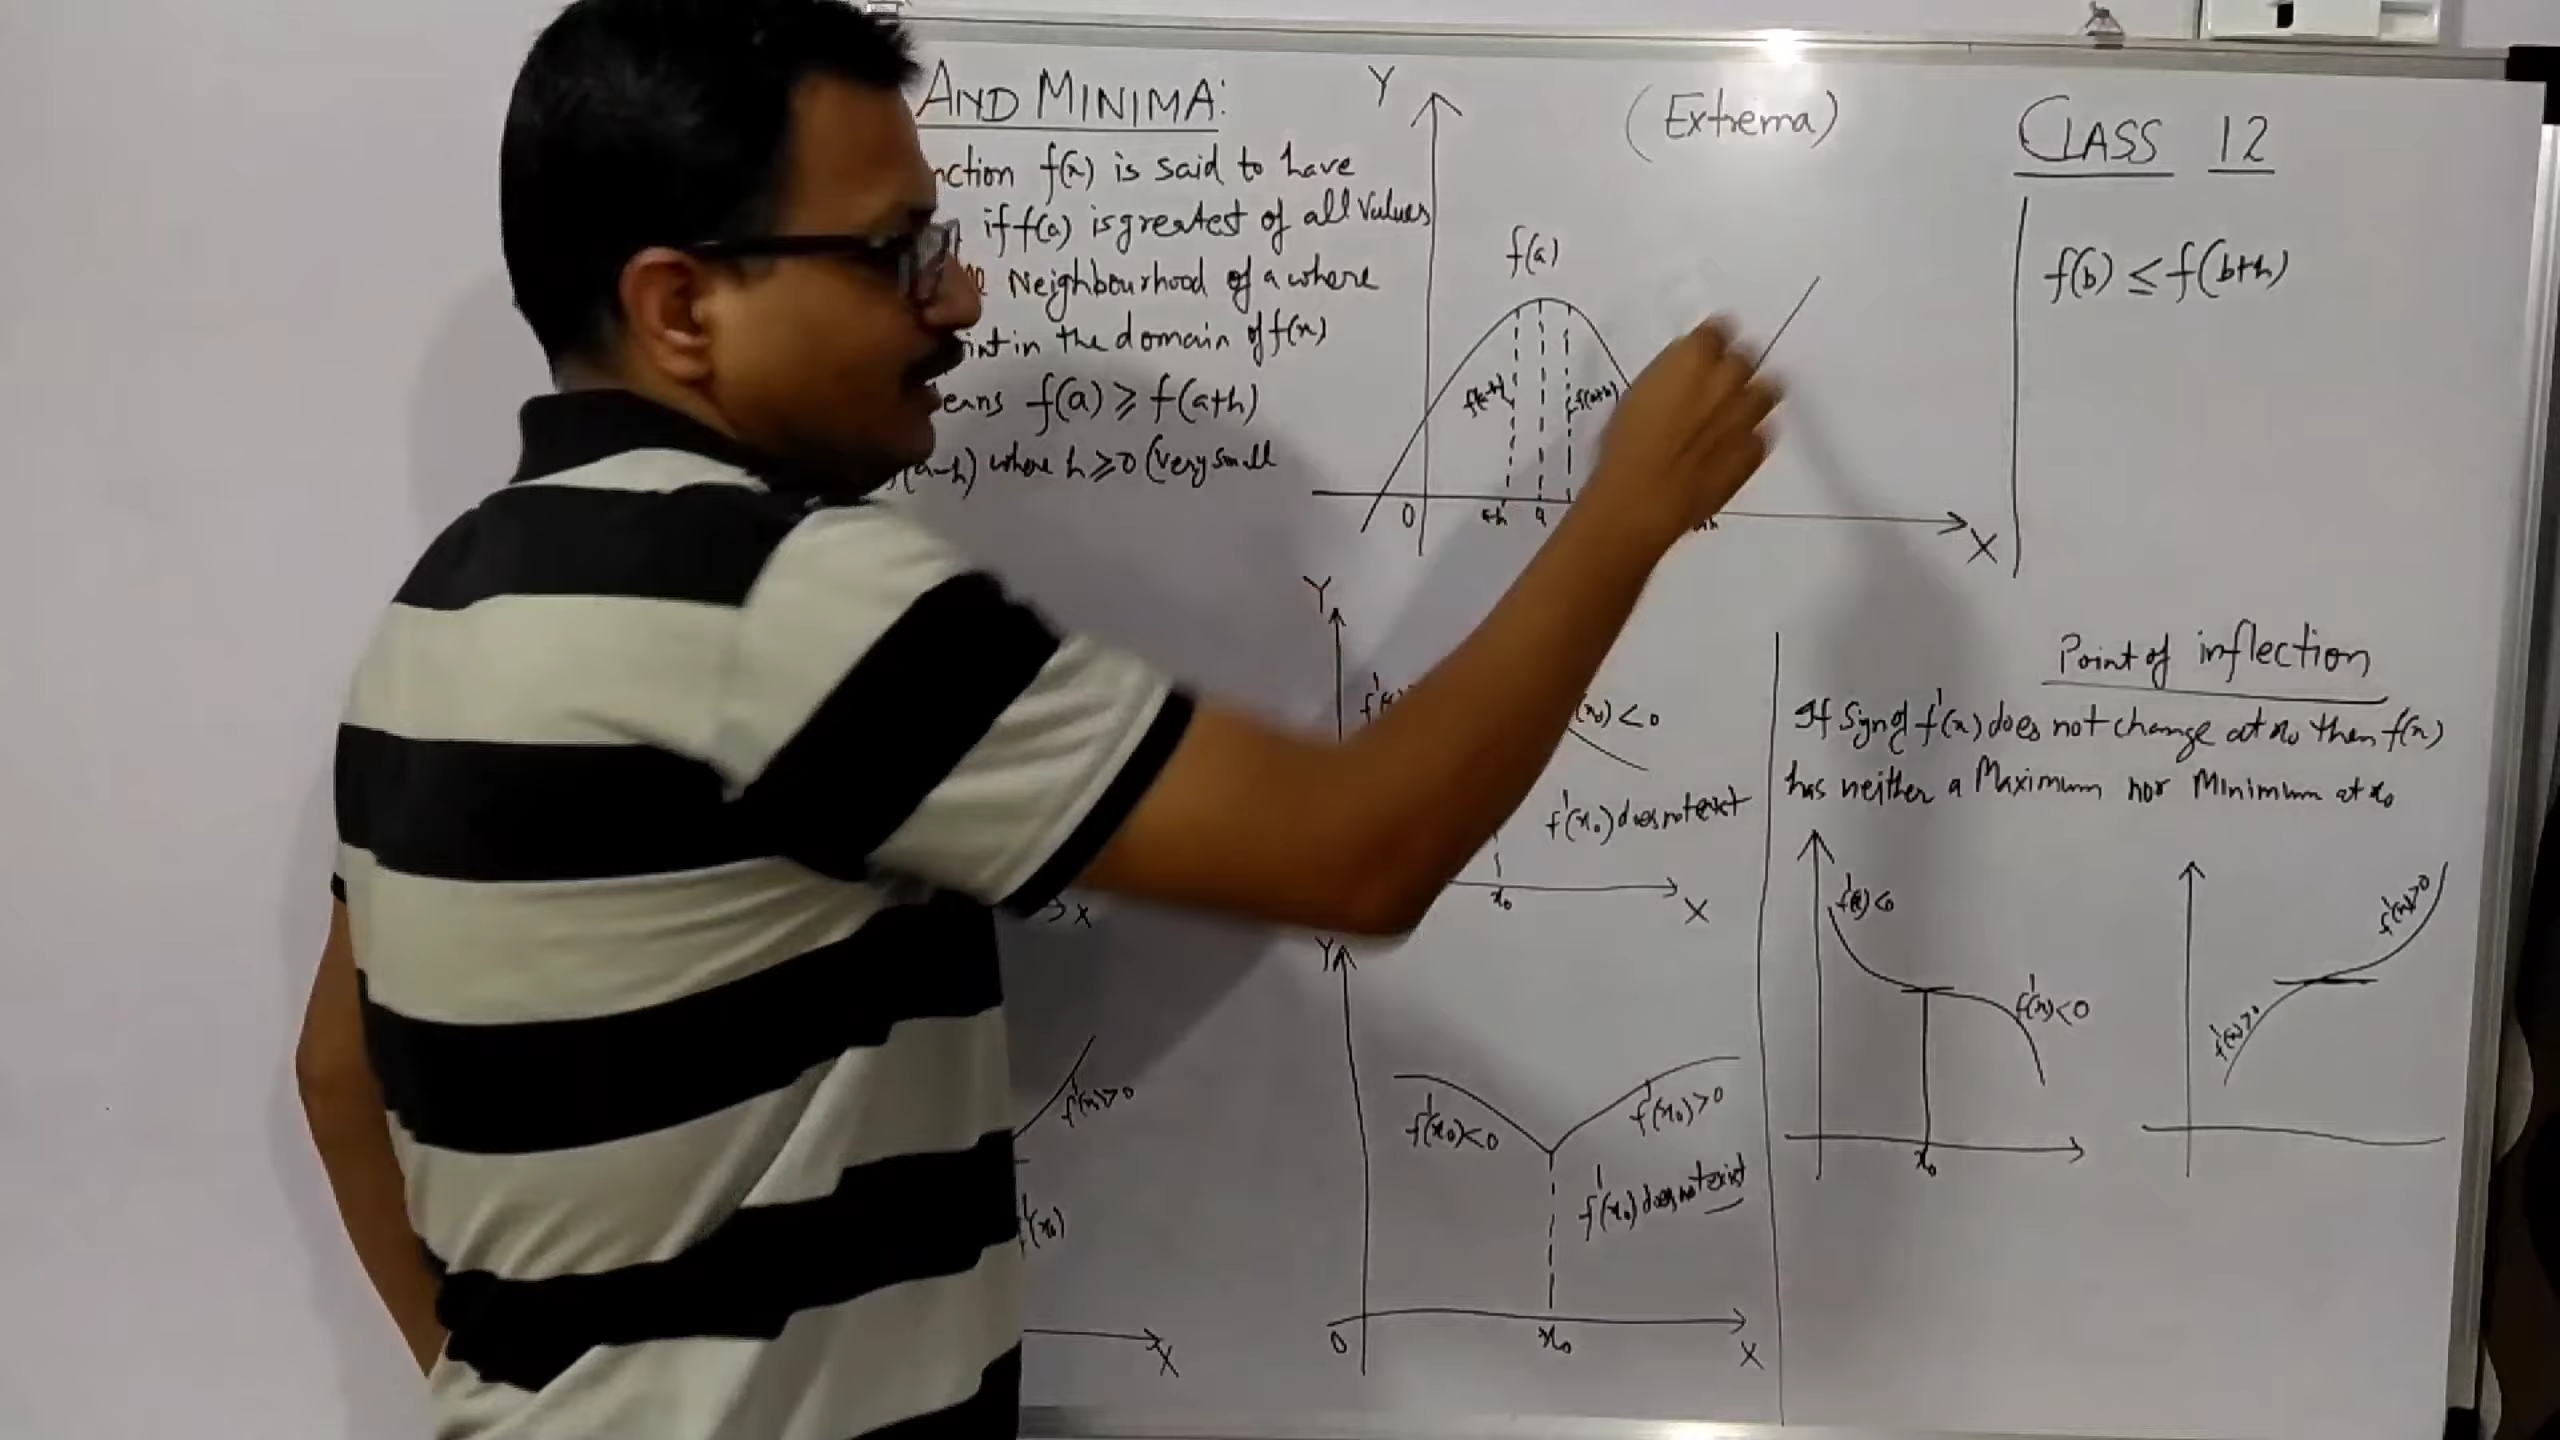 AND MINIMA:
f(x) is said to have
if f(a) is greatest of all values
Neighbourhood of a where
in the domain of f(x)
f(a) ⩾ f(a+h)
where h ⩾ 0 (very small
Y
(Extrema)
f(a)
f(a-h)
f(a+h)
0
a-h
a
X
CLASS 12
f(b) ≤ f(b+h)
Y
(x₀) < 0
f'(x₀) does not exist
x₀
X
X
f'(x) > 0
'(x₀)
X
Y
f'(x₀) < 0
f'(x₀) > 0
f'(x₀) does not exist
0
x₀
X
Point of inflection
If Sign of f'(x) does not change at x₀ then f(x)
has neither a Maximum nor Minimum at x₀
f'(x) < 0
f'(x) < 0
x₀
f'(x) > 0
f'(x) > 0